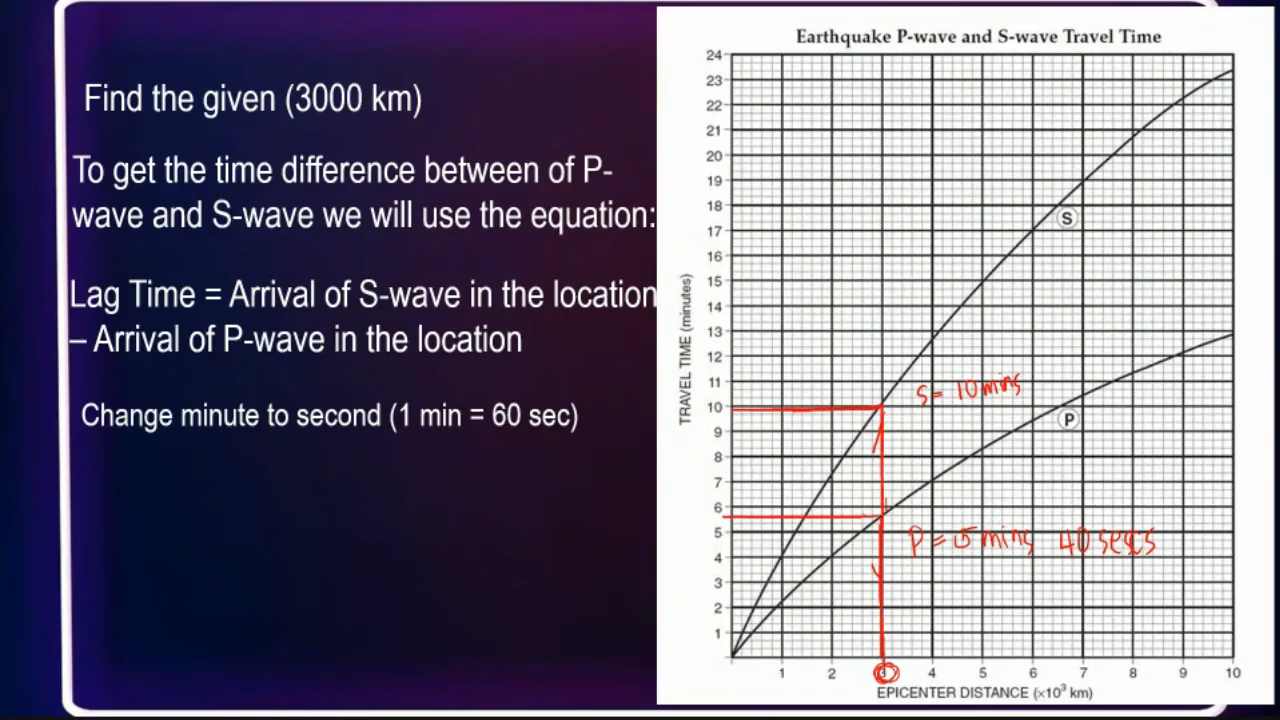 Find the given (3000 km)
To get the time difference between of P-
wave and S-wave we will use the equation:
Lag Time = Arrival of S-wave in the location
– Arrival of P-wave in the location
Change minute to second (1 min = 60 sec)
Earthquake P-wave and S-wave Travel Time
TRAVEL TIME (minutes)
24
23
22
21
20
19
18
17
16
15
14
13
12
11
10
9
8
7
6
5
4
3
2
1
S
S = 10 mins
P
P = 5 mins 40 secs
1 2 3 4 5 6 7 8 9 10
EPICENTER DISTANCE (×10³ km)